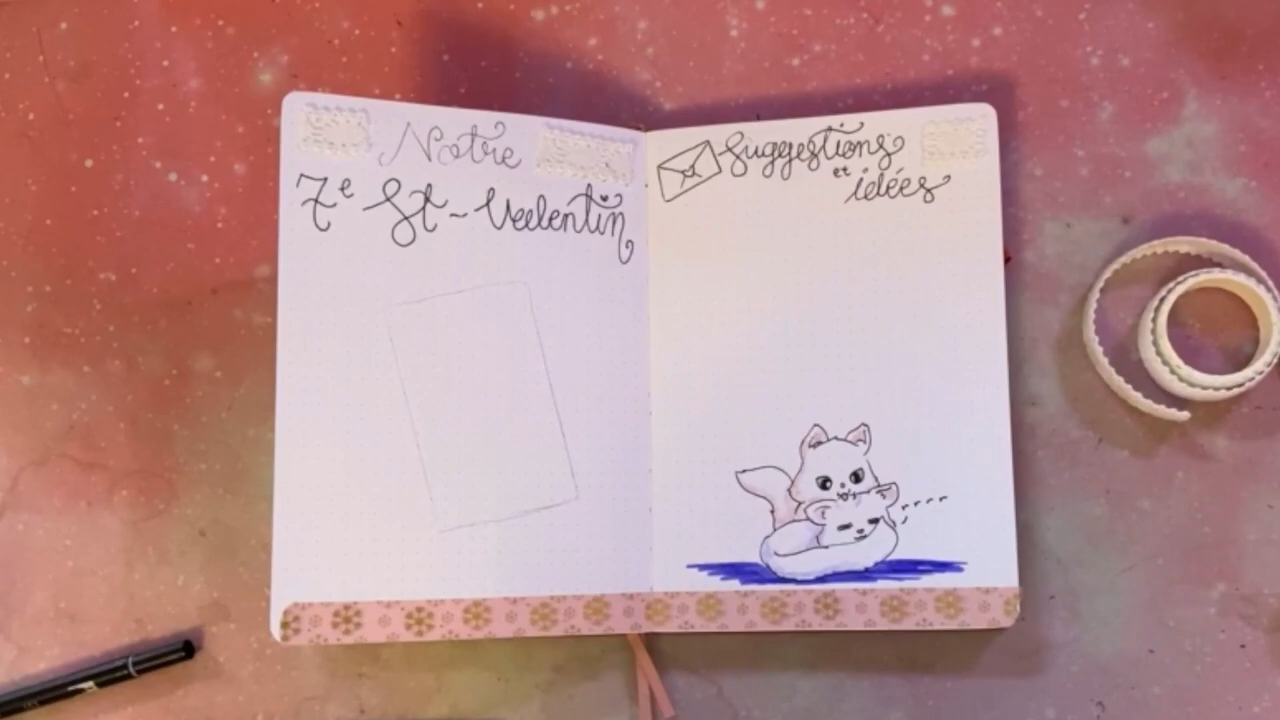 Notre
7e St-Valentin
Suggestions
et
idées